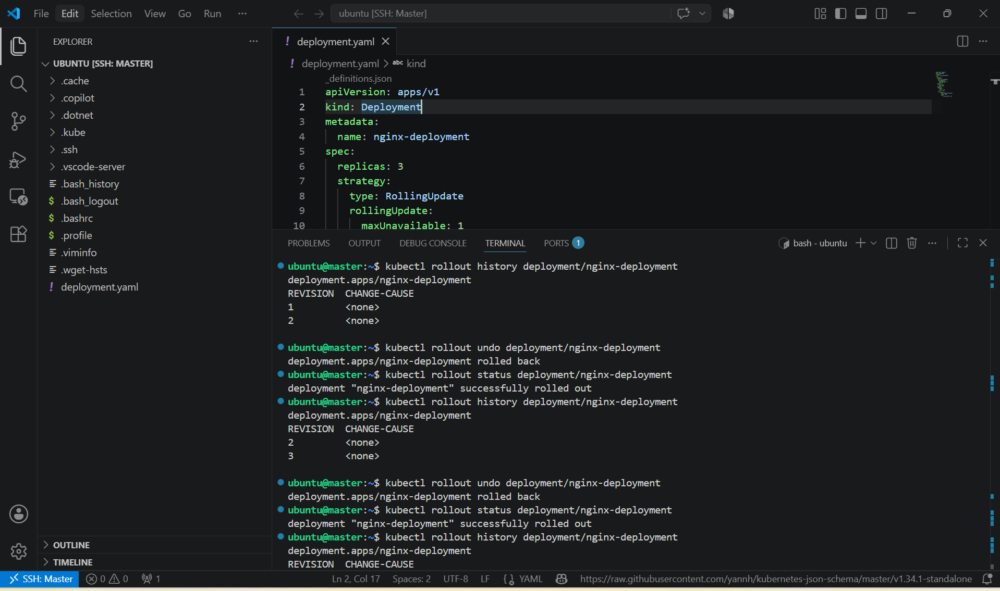 File Edit Selection View Go Run ···
ubuntu [SSH: Master]
EXPLORER
UBUNTU [SSH: MASTER]
.cache
.copilot
.dotnet
.kube
.ssh
.vscode-server
.bash_history
$ .bash_logout
$ .bashrc
$ .profile
.viminfo
.wget-hsts
! deployment.yaml
OUTLINE
TIMELINE
! deployment.yaml
! deployment.yaml > abc kind
_definitions.json
1 apiVersion: apps/v1
2 kind: Deployment
3 metadata:
4 name: nginx-deployment
5 spec:
6 replicas: 3
7 strategy:
8 type: RollingUpdate
9 rollingUpdate:
10 maxUnavailable: 1
PROBLEMS OUTPUT DEBUG CONSOLE TERMINAL PORTS 1
bash - ubuntu
ubuntu@master:~$ kubectl rollout history deployment/nginx-deployment
deployment.apps/nginx-deployment
REVISION CHANGE-CAUSE
1 <none>
2 <none>
ubuntu@master:~$ kubectl rollout undo deployment/nginx-deployment
deployment.apps/nginx-deployment rolled back
ubuntu@master:~$ kubectl rollout status deployment/nginx-deployment
deployment "nginx-deployment" successfully rolled out
ubuntu@master:~$ kubectl rollout history deployment/nginx-deployment
deployment.apps/nginx-deployment
REVISION CHANGE-CAUSE
2 <none>
3 <none>
ubuntu@master:~$ kubectl rollout undo deployment/nginx-deployment
deployment.apps/nginx-deployment rolled back
ubuntu@master:~$ kubectl rollout status deployment/nginx-deployment
deployment "nginx-deployment" successfully rolled out
ubuntu@master:~$ kubectl rollout history deployment/nginx-deployment
deployment.apps/nginx-deployment
REVISION CHANGE-CAUSE
SSH: Master 0 0 1 Ln 2, Col 17 Spaces: 2 UTF-8 LF YAML https://raw.githubusercontent.com/yannh/kubernetes-json-schema/master/v1.34.1-standalone